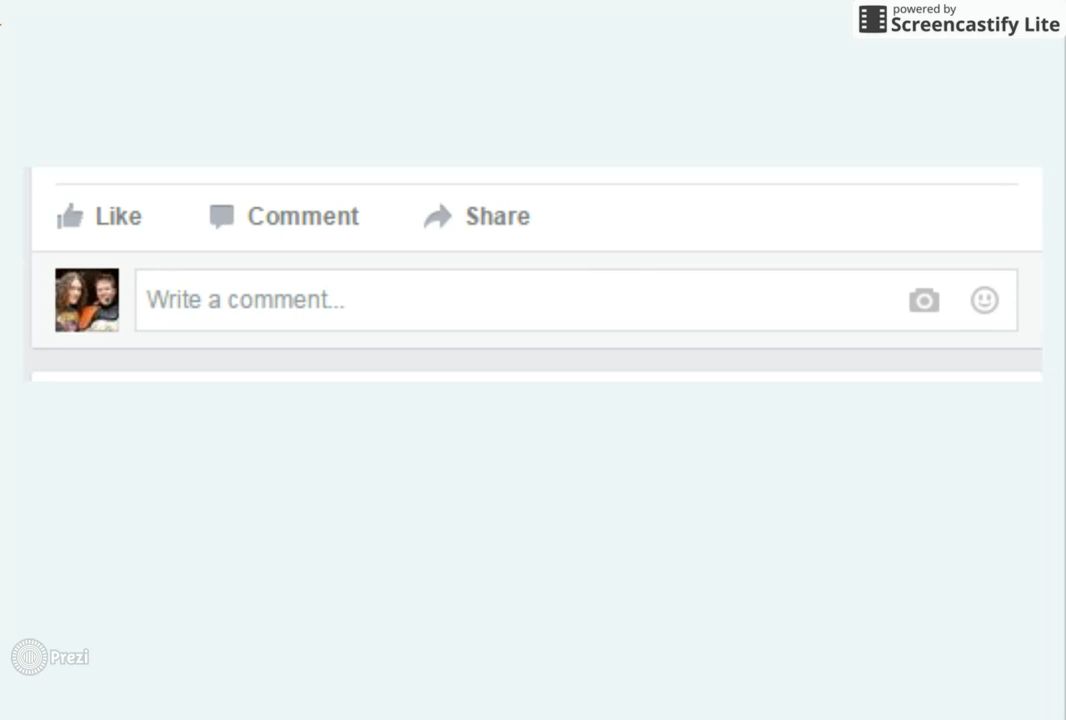 powered by
Screencastify Lite
Like Comment Share
Write a comment...
Prezi